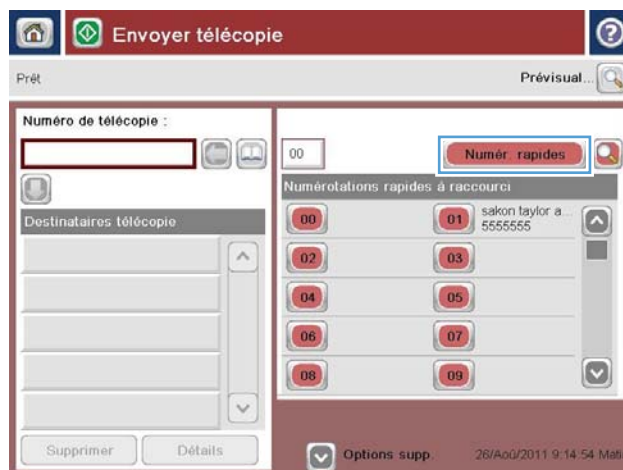 Envoyer télécopie
Prêt
Prévisual...
Numéro de télécopie :
00
Numér. rapides
Numérotations rapides à raccourci
Destinataires télécopie
00
01 sakon taylor a...
5555555
02
03
04
05
06
07
08
09
Supprimer
Détails
Options supp.
26/Aoû/2011 9:14:54 Mati